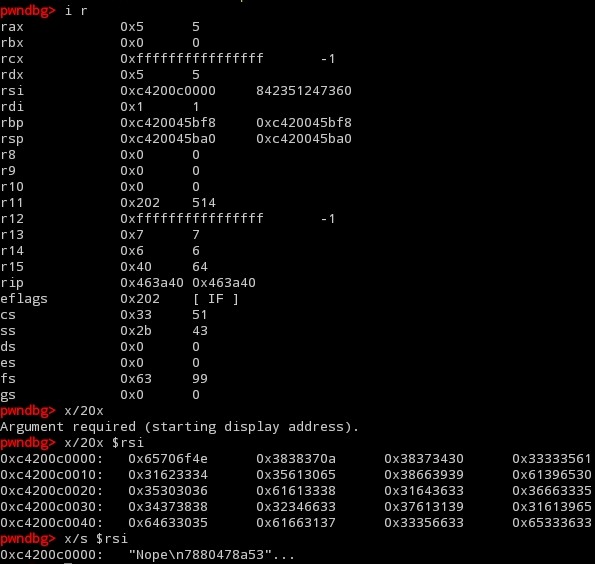 pwndbg> i r
rax 0x5 5
rbx 0x0 0
rcx 0xffffffffffffffff -1
rdx 0x5 5
rsi 0xc4200c0000 842351247360
rdi 0x1 1
rbp 0xc420045bf8 0xc420045bf8
rsp 0xc420045ba0 0xc420045ba0
r8 0x0 0
r9 0x0 0
r10 0x0 0
r11 0x202 514
r12 0xffffffffffffffff -1
r13 0x7 7
r14 0x6 6
r15 0x40 64
rip 0x463a40 0x463a40
eflags 0x202 [ IF ]
cs 0x33 51
ss 0x2b 43
ds 0x0 0
es 0x0 0
fs 0x63 99
gs 0x0 0
pwndbg> x/20x
Argument required (starting display address).
pwndbg> x/20x $rsi
0xc4200c0000: 0x65706f4e 0x3838370a 0x38373430 0x33333561
0xc4200c0010: 0x31623334 0x35613065 0x38663939 0x61396530
0xc4200c0020: 0x35303036 0x61613338 0x31643633 0x36663335
0xc4200c0030: 0x34373838 0x32346633 0x37613139 0x31613965
0xc4200c0040: 0x64633035 0x61663137 0x33356633 0x65333633
pwndbg> x/s $rsi
0xc4200c0000: "Nope\n7880478a53"...